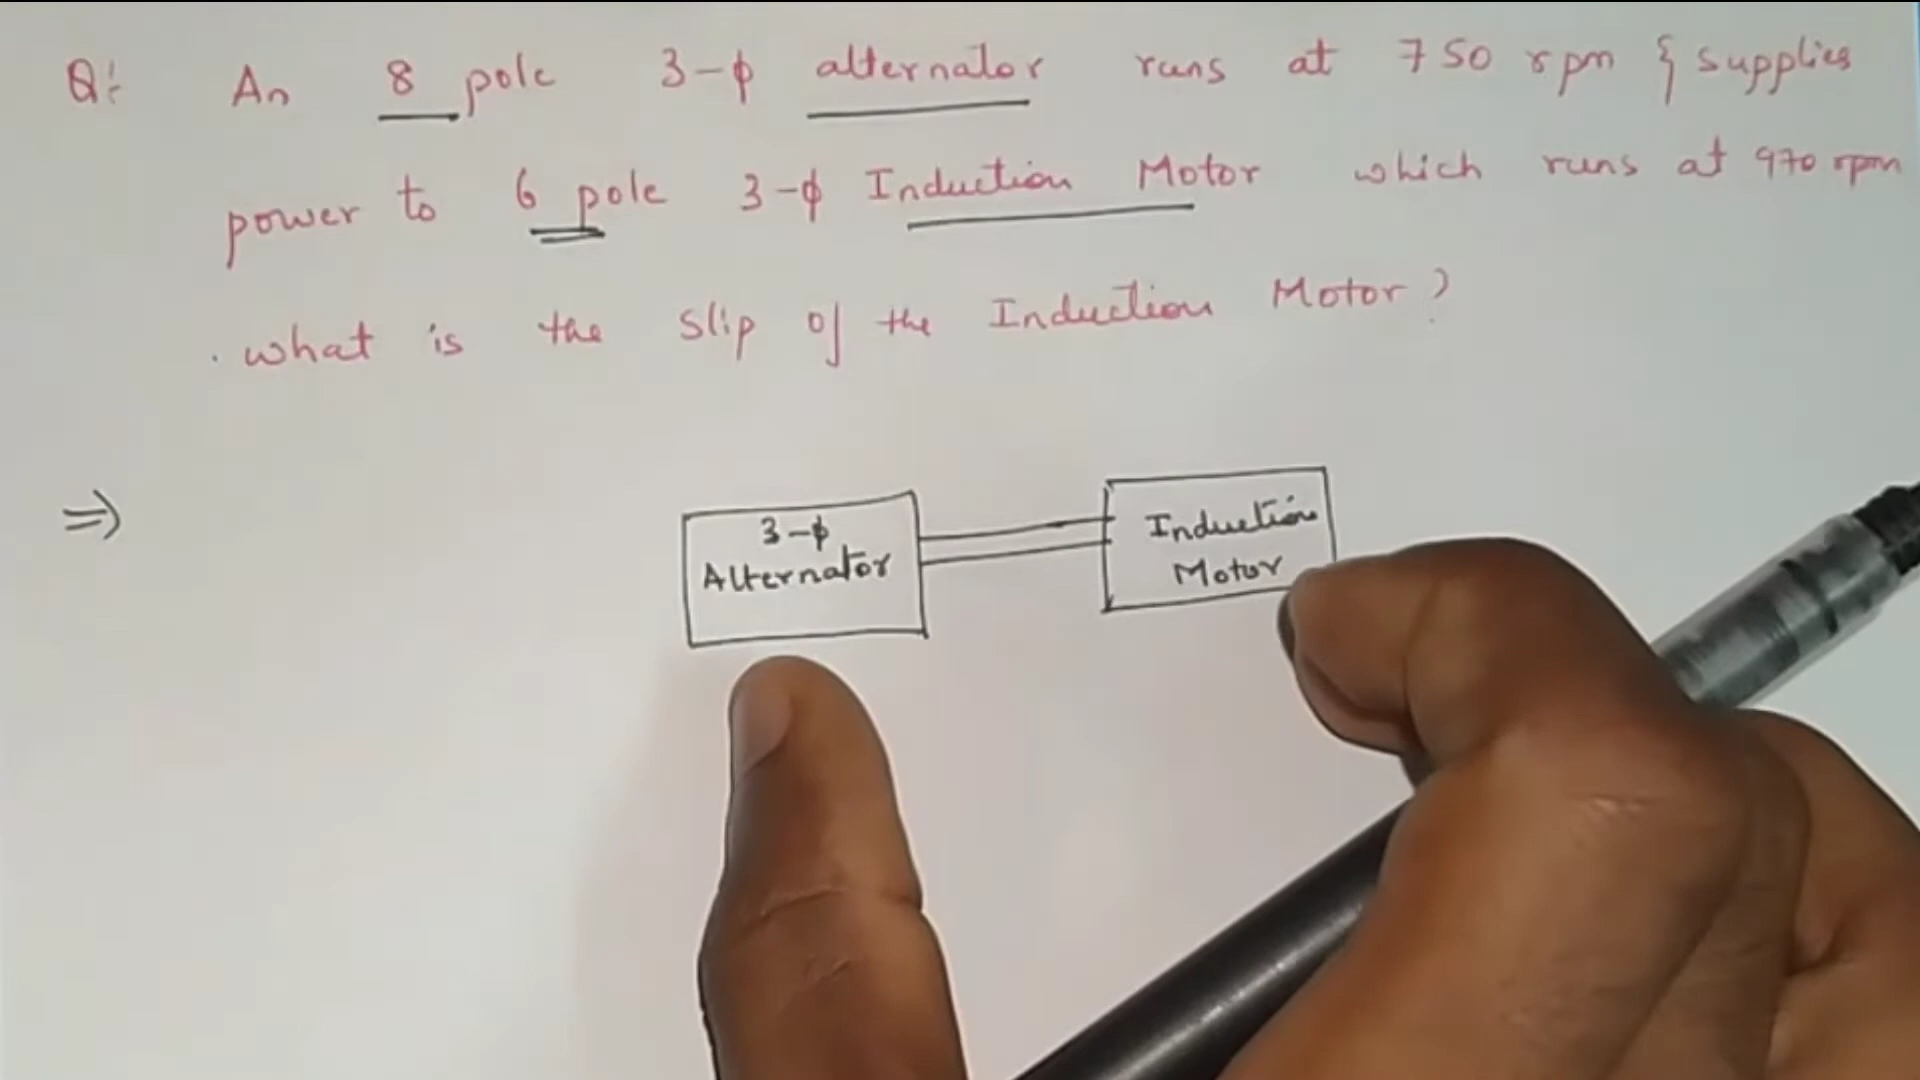 Q: An 8 pole 3-ϕ alternator runs at 750 rpm & supplies
power to 6 pole 3-ϕ Induction Motor which runs at 970 rpm
. what is the slip of the Induction Motor?
⇒
3-ϕ
Alternator
Induction
Motor